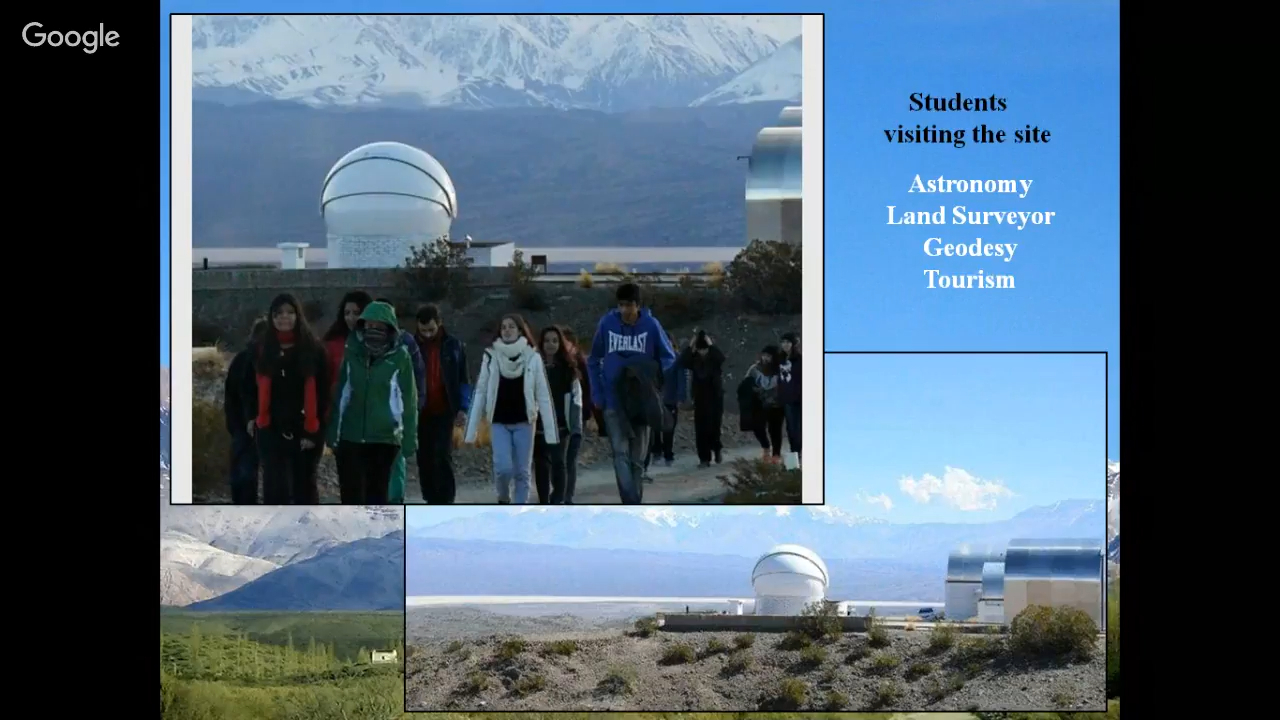 Google
Students
visiting the site
Astronomy
Land Surveyor
Geodesy
Tourism
EVERLAST